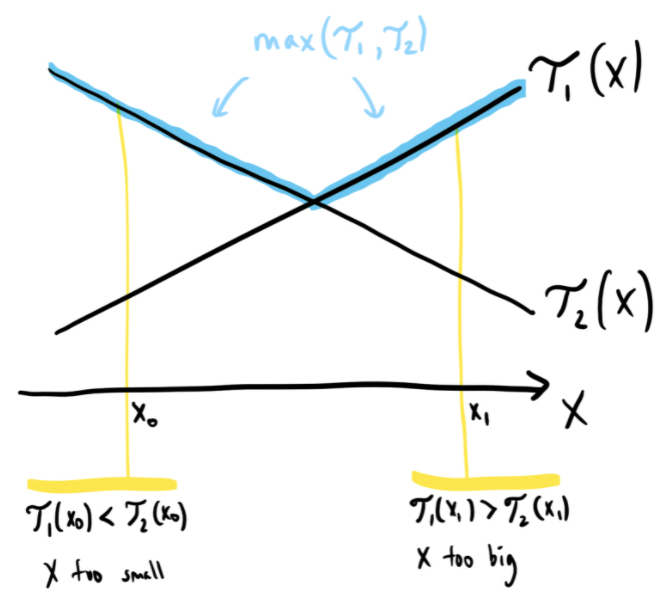 max(T₁,T₂)
T₁(x)
T₂(x)
x₀
x₁
X
T₁(x₀) < T₂(x₀)
X too small
T₁(x₁) > T₂(x₁)
X too big